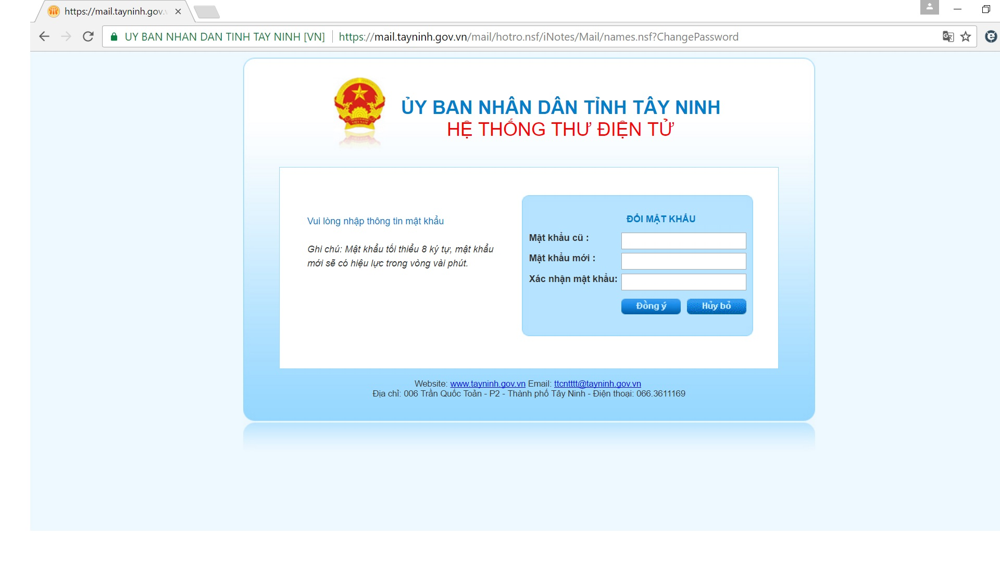 https://mail.tayninh.gov.v
UY BAN NHAN DAN TINH TAY NINH [VN]
https://mail.tayninh.gov.vn/mail/hotro.nsf/iNotes/Mail/names.nsf?ChangePassword
ỦY BAN NHÂN DÂN TỈNH TÂY NINH
HỆ THỐNG THƯ ĐIỆN TỬ
Vui lòng nhập thông tin mật khẩu
Ghi chú: Mật khẩu tối thiểu 8 ký tự, mật khẩu
mới sẽ có hiệu lực trong vòng vài phút.
ĐỔI MẬT KHẨU
Mật khẩu cũ :
Mật khẩu mới :
Xác nhận mật khẩu:
Đồng ý
Hủy bỏ
Website: www.tayninh.gov.vn Email: ttcntttt@tayninh.gov.vn
Địa chỉ: 006 Trần Quốc Toản - P2 - Thành phố Tây Ninh - Điện thoại: 066.3611169